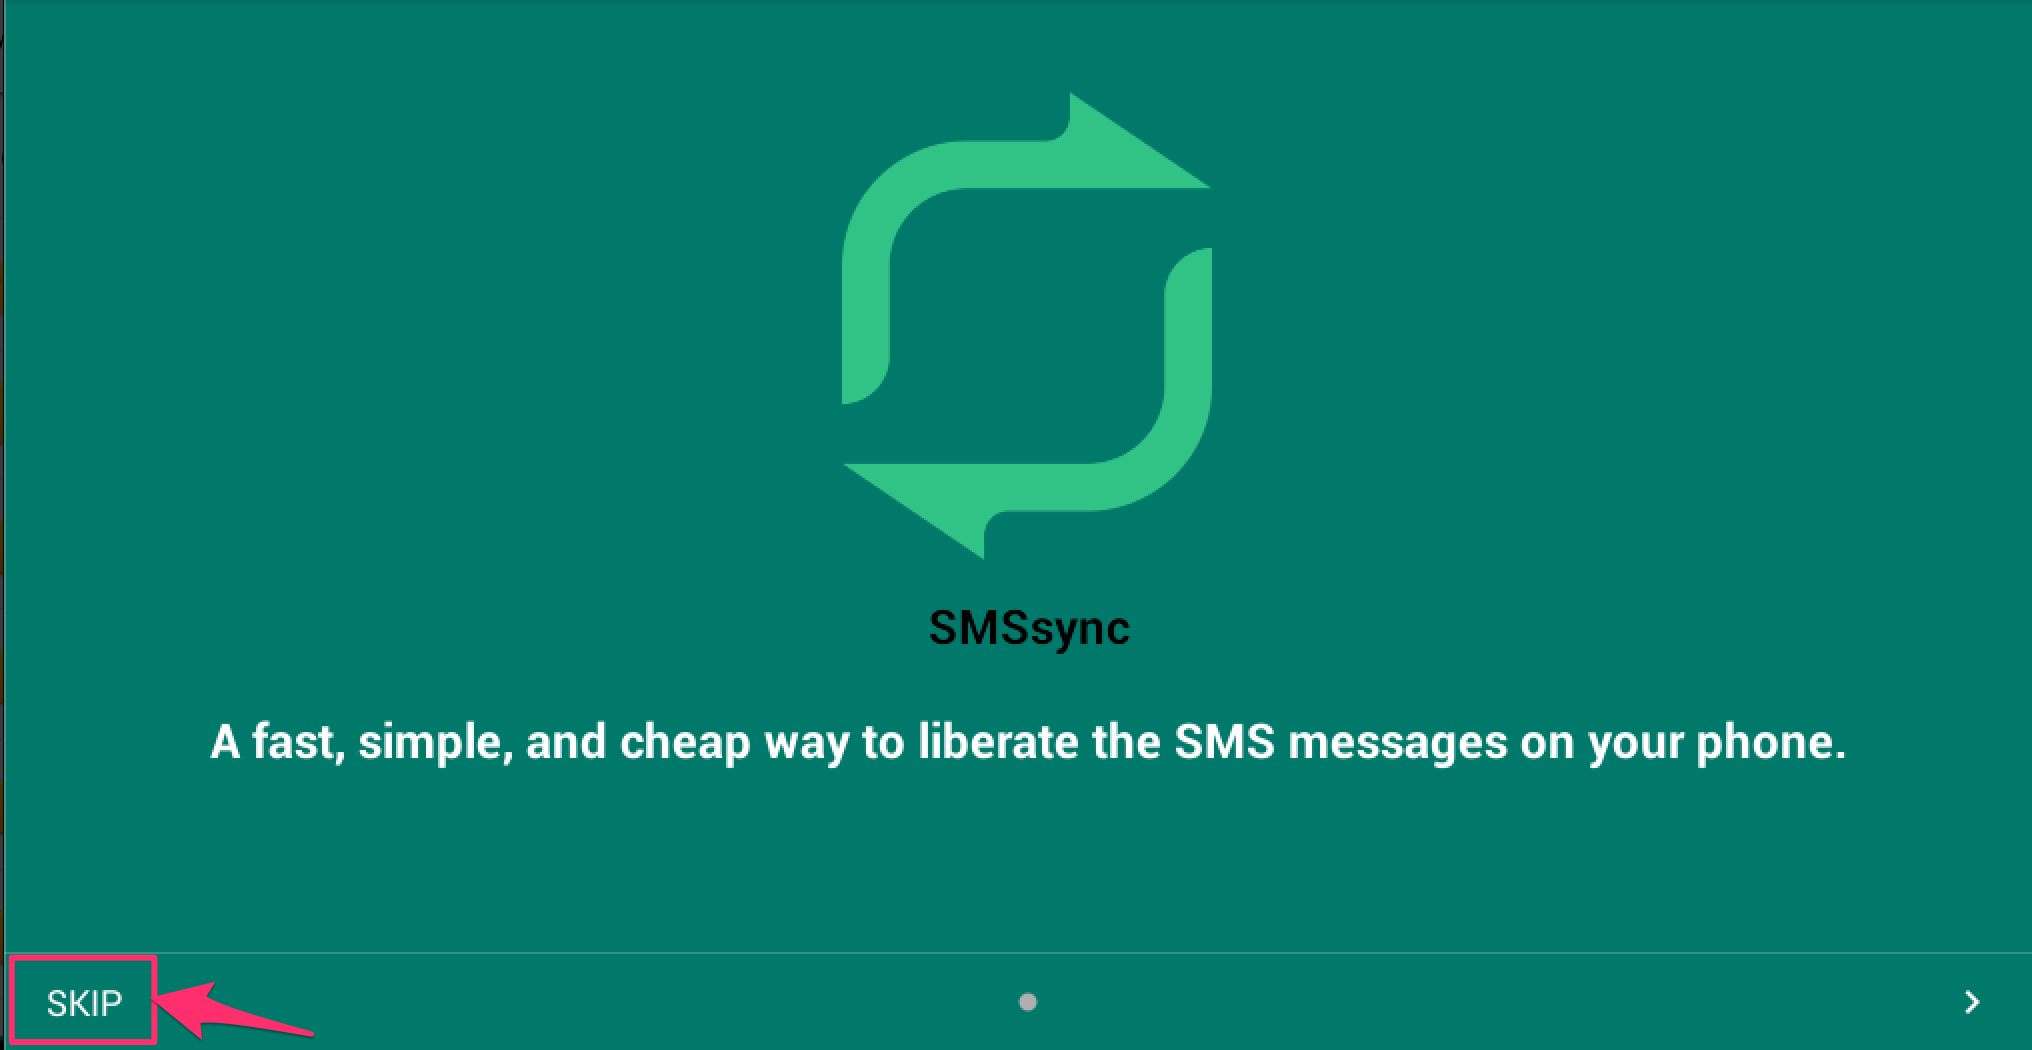 SMSsync
A fast, simple, and cheap way to liberate the SMS messages on your phone.
SKIP